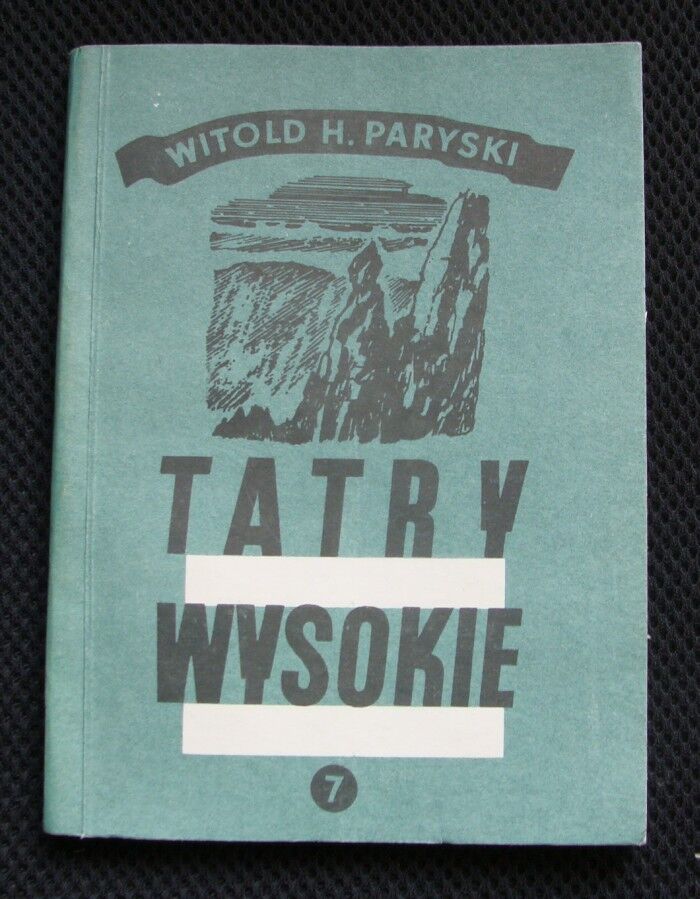 WITOLD H. PARYSKI
TATRY
WYSOKIE
7